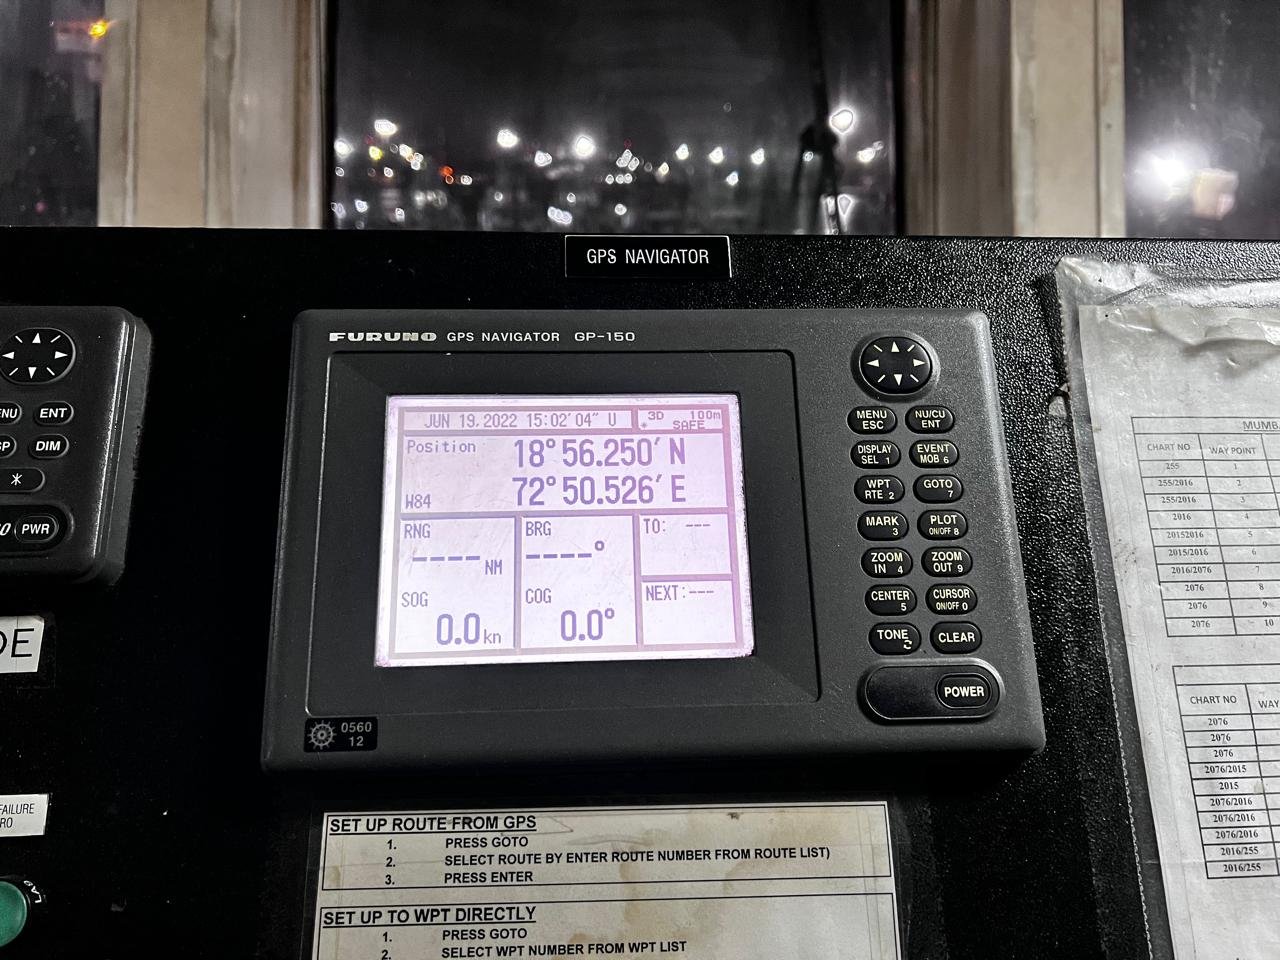 GPS NAVIGATOR
FURUNO GPS NAVIGATOR GP-150
JUN 19, 2022 15:02'04" U
3D 100m
SAFE
Position
18°56.250' N
72°50.526' E
W84
RNG
---- NM
BRG
----°
TO: ---
SOG
0.0 kn
COG
0.0°
NEXT: ---
MENU ESC
NU/CU ENT
DISPLAY SEL 1
EVENT MOB 6
WPT RTE 2
GOTO 7
MARK 3
PLOT ON/OFF 8
ZOOM IN 4
ZOOM OUT 9
CENTER 5
CURSOR ON/OFF 0
TONE
CLEAR
POWER
0560
12
ENT
DIM
PWR
DE
FAILURE
SET UP ROUTE FROM GPS
1. PRESS GOTO
2. SELECT ROUTE BY ENTER ROUTE NUMBER FROM ROUTE LIST)
3. PRESS ENTER
SET UP TO WPT DIRECTLY
1. PRESS GOTO
2. SELECT WPT NUMBER FROM WPT LIST
MUMB
CHART NO WAY POINT
255 1
255/2016 2
255/2016 3
2016 4
2015/2016 5
2015/2016 6
2016/2076 7
2076 8
2076 9
2076 10
CHART NO WAY
2076
2076
2076
2076/2015
2015
2076/2016
2076/2016
2076/2016
2016/255
2016/255